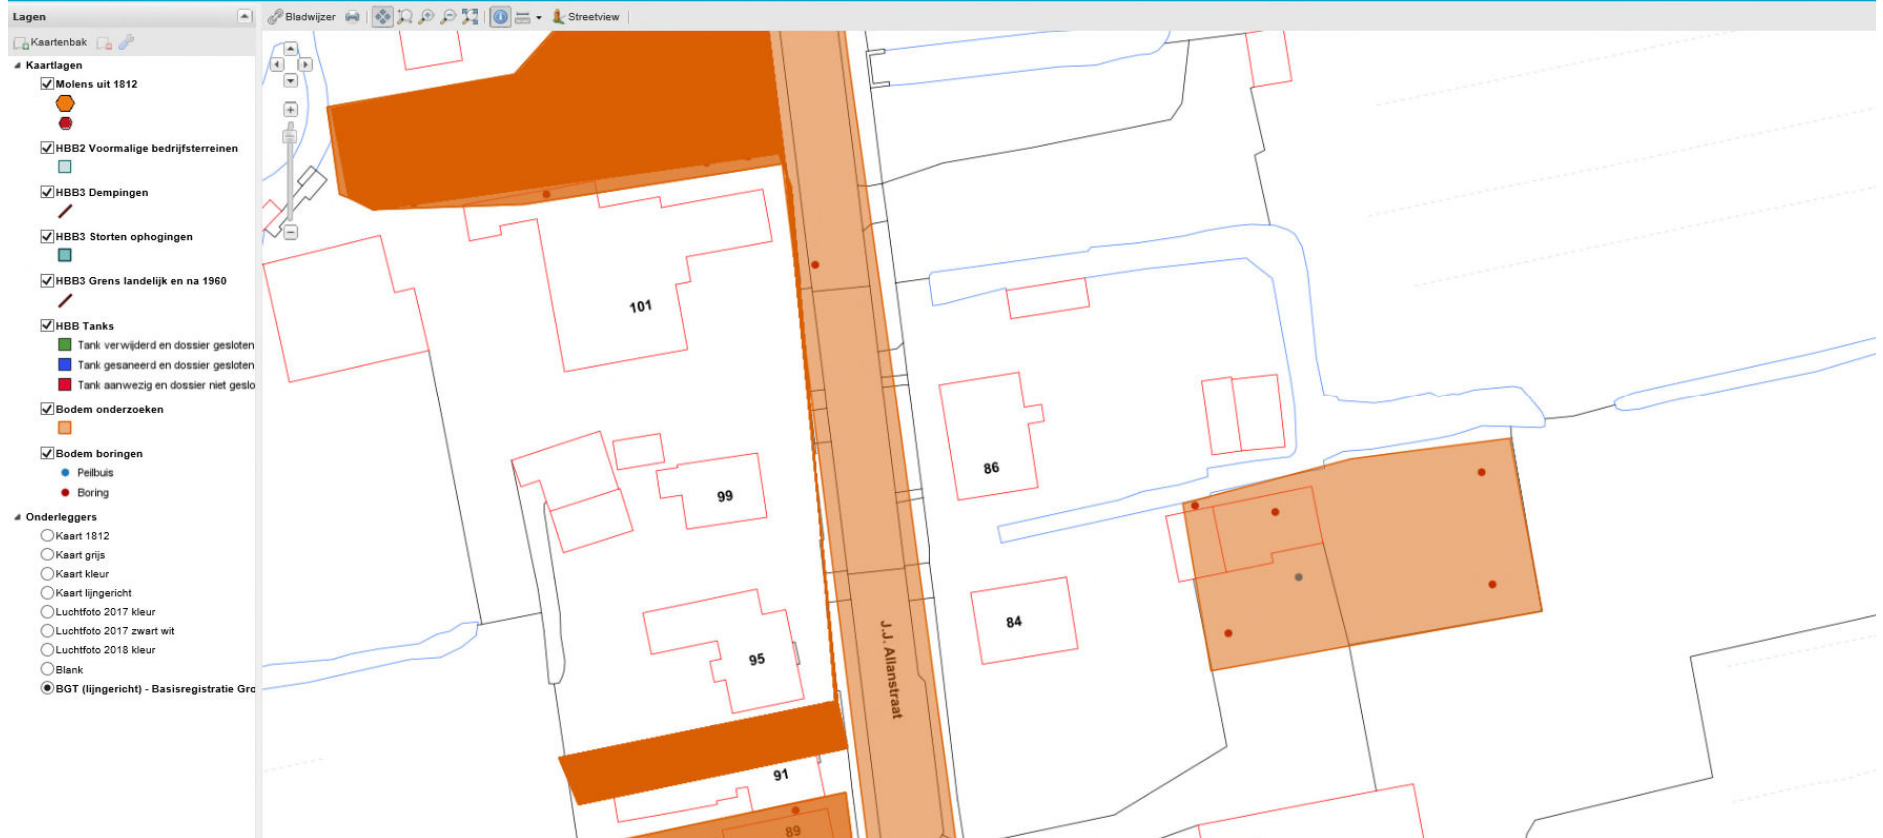 Lagen
Bladwijzer
Streetview
Kaartenbak
Kaartlagen
Molens uit 1812
HBB2 Voormalige bedrijfsterreinen
HBB3 Dempingen
HBB3 Storten ophogingen
HBB3 Grens landelijk en na 1960
HBB Tanks
Tank verwijderd en dossier gesloten
Tank gesaneerd en dossier gesloten
Tank aanwezig en dossier niet geslo
Bodem onderzoeken
Bodem boringen
Peilbuis
Boring
Onderleggers
Kaart 1812
Kaart grijs
Kaart kleur
Kaart lijngericht
Luchtfoto 2017 kleur
Luchtfoto 2017 zwart wit
Luchtfoto 2018 kleur
Blank
BGT (lijngericht) - Basisregistratie Gro
101
86
99
84
95
J.J. Allanstraat
91
89